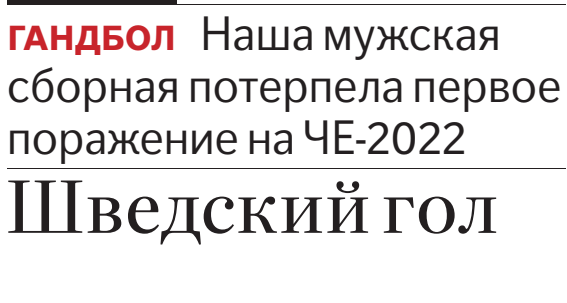 ГАНДБОЛ Наша мужская
сборная потерпела первое
поражение на ЧЕ-2022
Шведский гол